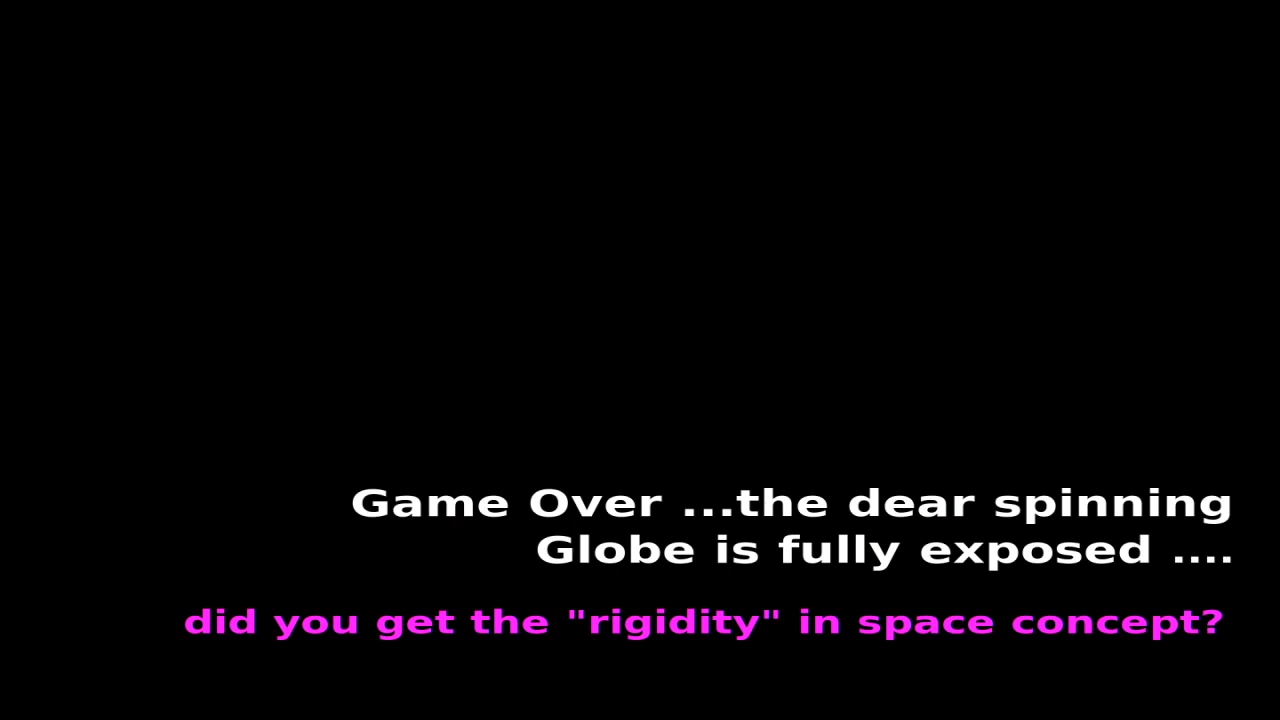 Game Over ...the dear spinning
Globe is fully exposed ....
did you get the "rigidity" in space concept?